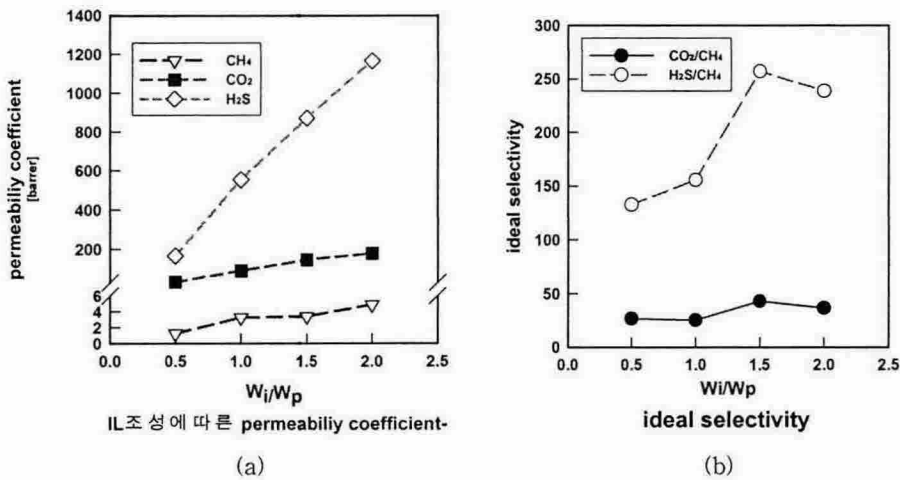 1400
1200
1000
800
600
400
200
6
4
2
0
permeabiliy coefficient
[barrer]
CH₄
CO₂
H₂S
0.0 0.5 1.0 1.5 2.0 2.5
Wi/Wp
IL조성에 따른 permeabiliy coefficient-
(a)
300
250
200
150
100
50
0
ideal selectivity
CO₂/CH₄
H₂S/CH₄
0.0 0.5 1.0 1.5 2.0 2.5
Wi/Wp
ideal selectivity
(b)